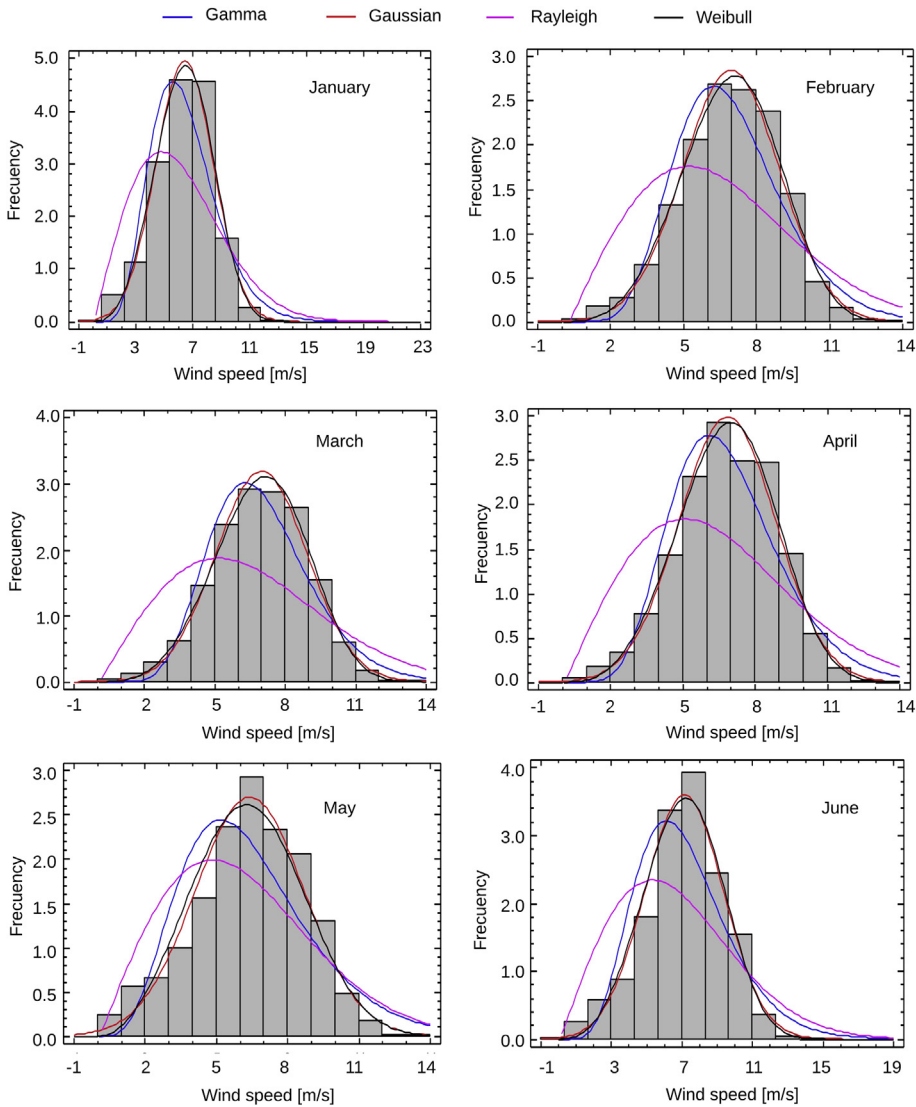 Gamma Gaussian Rayleigh Weibull
5.0 4.0 3.0 2.0 1.0 0.0
Frecuency
January
-1 3 7 11 15 19 23
Wind speed [m/s]
3.0 2.5 2.0 1.5 1.0 0.5 0.0
Frecuency
February
-1 2 5 8 11 14
Wind speed [m/s]
4.0 3.0 2.0 1.0 0.0
Frecuency
March
-1 2 5 8 11 14
Wind speed [m/s]
3.0 2.5 2.0 1.5 1.0 0.5 0.0
Frecuency
April
-1 2 5 8 11 14
Wind speed [m/s]
3.0 2.5 2.0 1.5 1.0 0.5 0.0
Frecuency
May
-1 2 5 8 11 14
Wind speed [m/s]
4.0 3.0 2.0 1.0 0.0
Frecuency
June
-1 3 7 11 15 19
Wind speed [m/s]